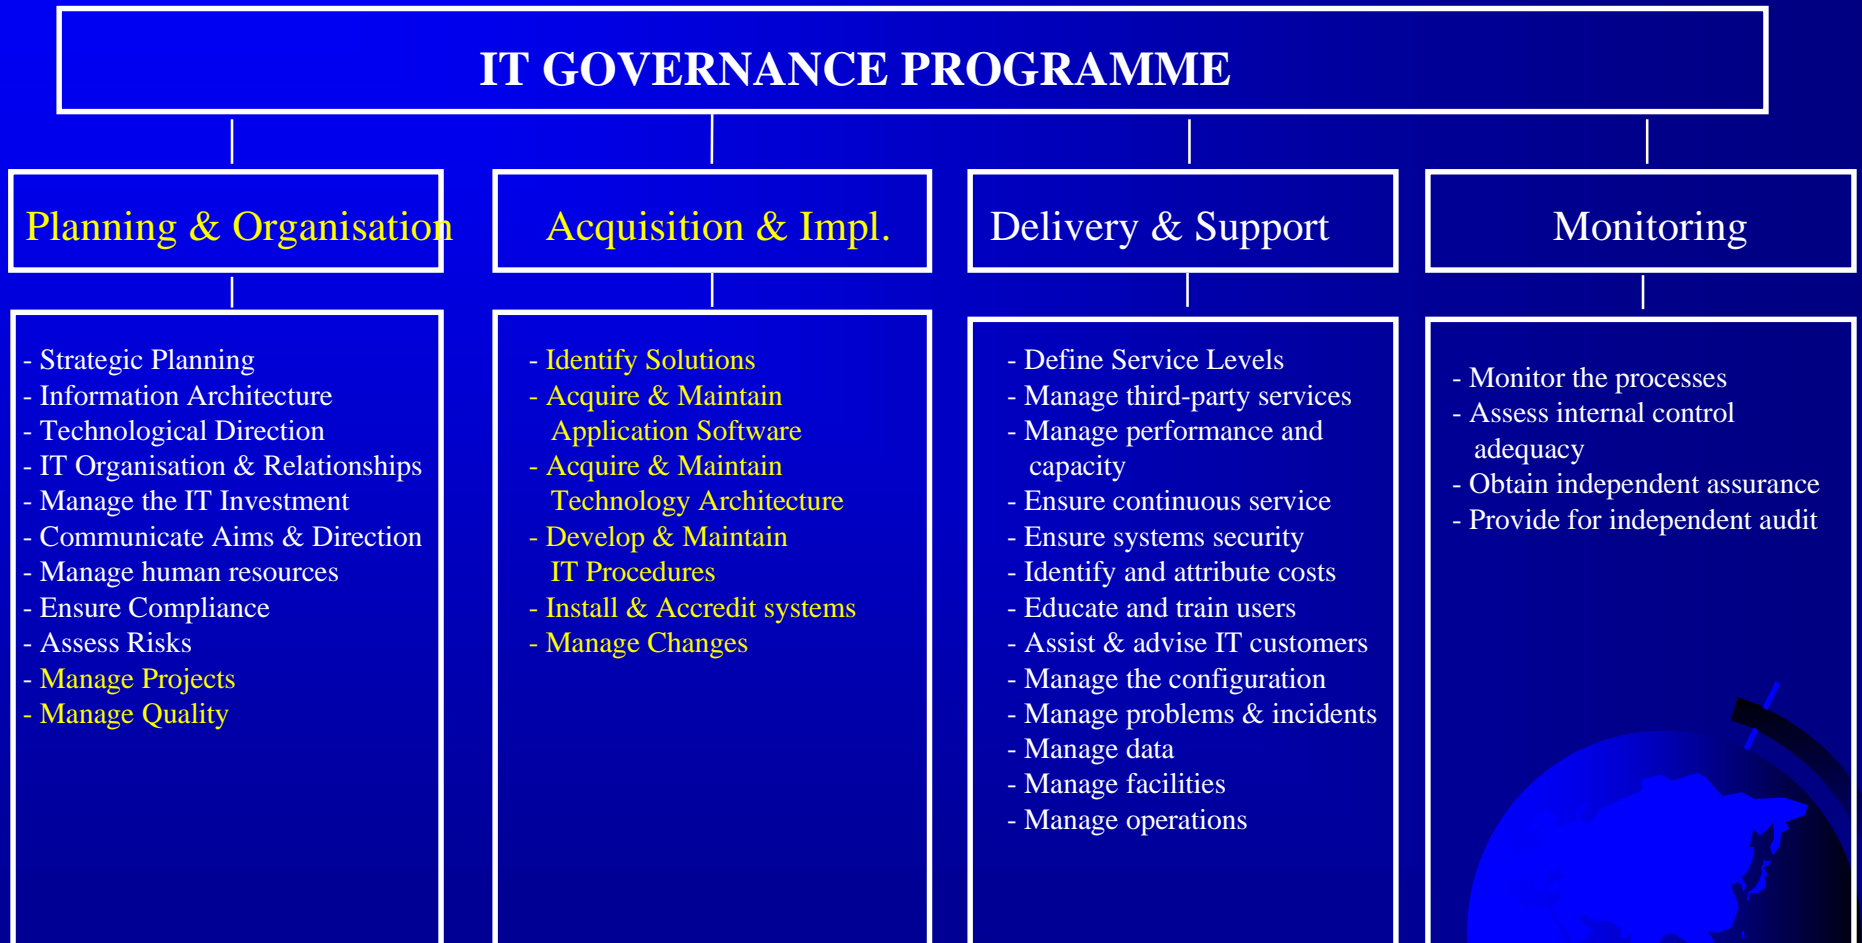 IT GOVERNANCE PROGRAMME
Planning & Organisation
- Strategic Planning
- Information Architecture
- Technological Direction
- IT Organisation & Relationships
- Manage the IT Investment
- Communicate Aims & Direction
- Manage human resources
- Ensure Compliance
- Assess Risks
- Manage Projects
- Manage Quality
Acquisition & Impl.
- Identify Solutions
- Acquire & Maintain
Application Software
- Acquire & Maintain
Technology Architecture
- Develop & Maintain
IT Procedures
- Install & Accredit systems
- Manage Changes
Delivery & Support
- Define Service Levels
- Manage third-party services
- Manage performance and
capacity
- Ensure continuous service
- Ensure systems security
- Identify and attribute costs
- Educate and train users
- Assist & advise IT customers
- Manage the configuration
- Manage problems & incidents
- Manage data
- Manage facilities
- Manage operations
Monitoring
- Monitor the processes
- Assess internal control
adequacy
- Obtain independent assurance
- Provide for independent audit